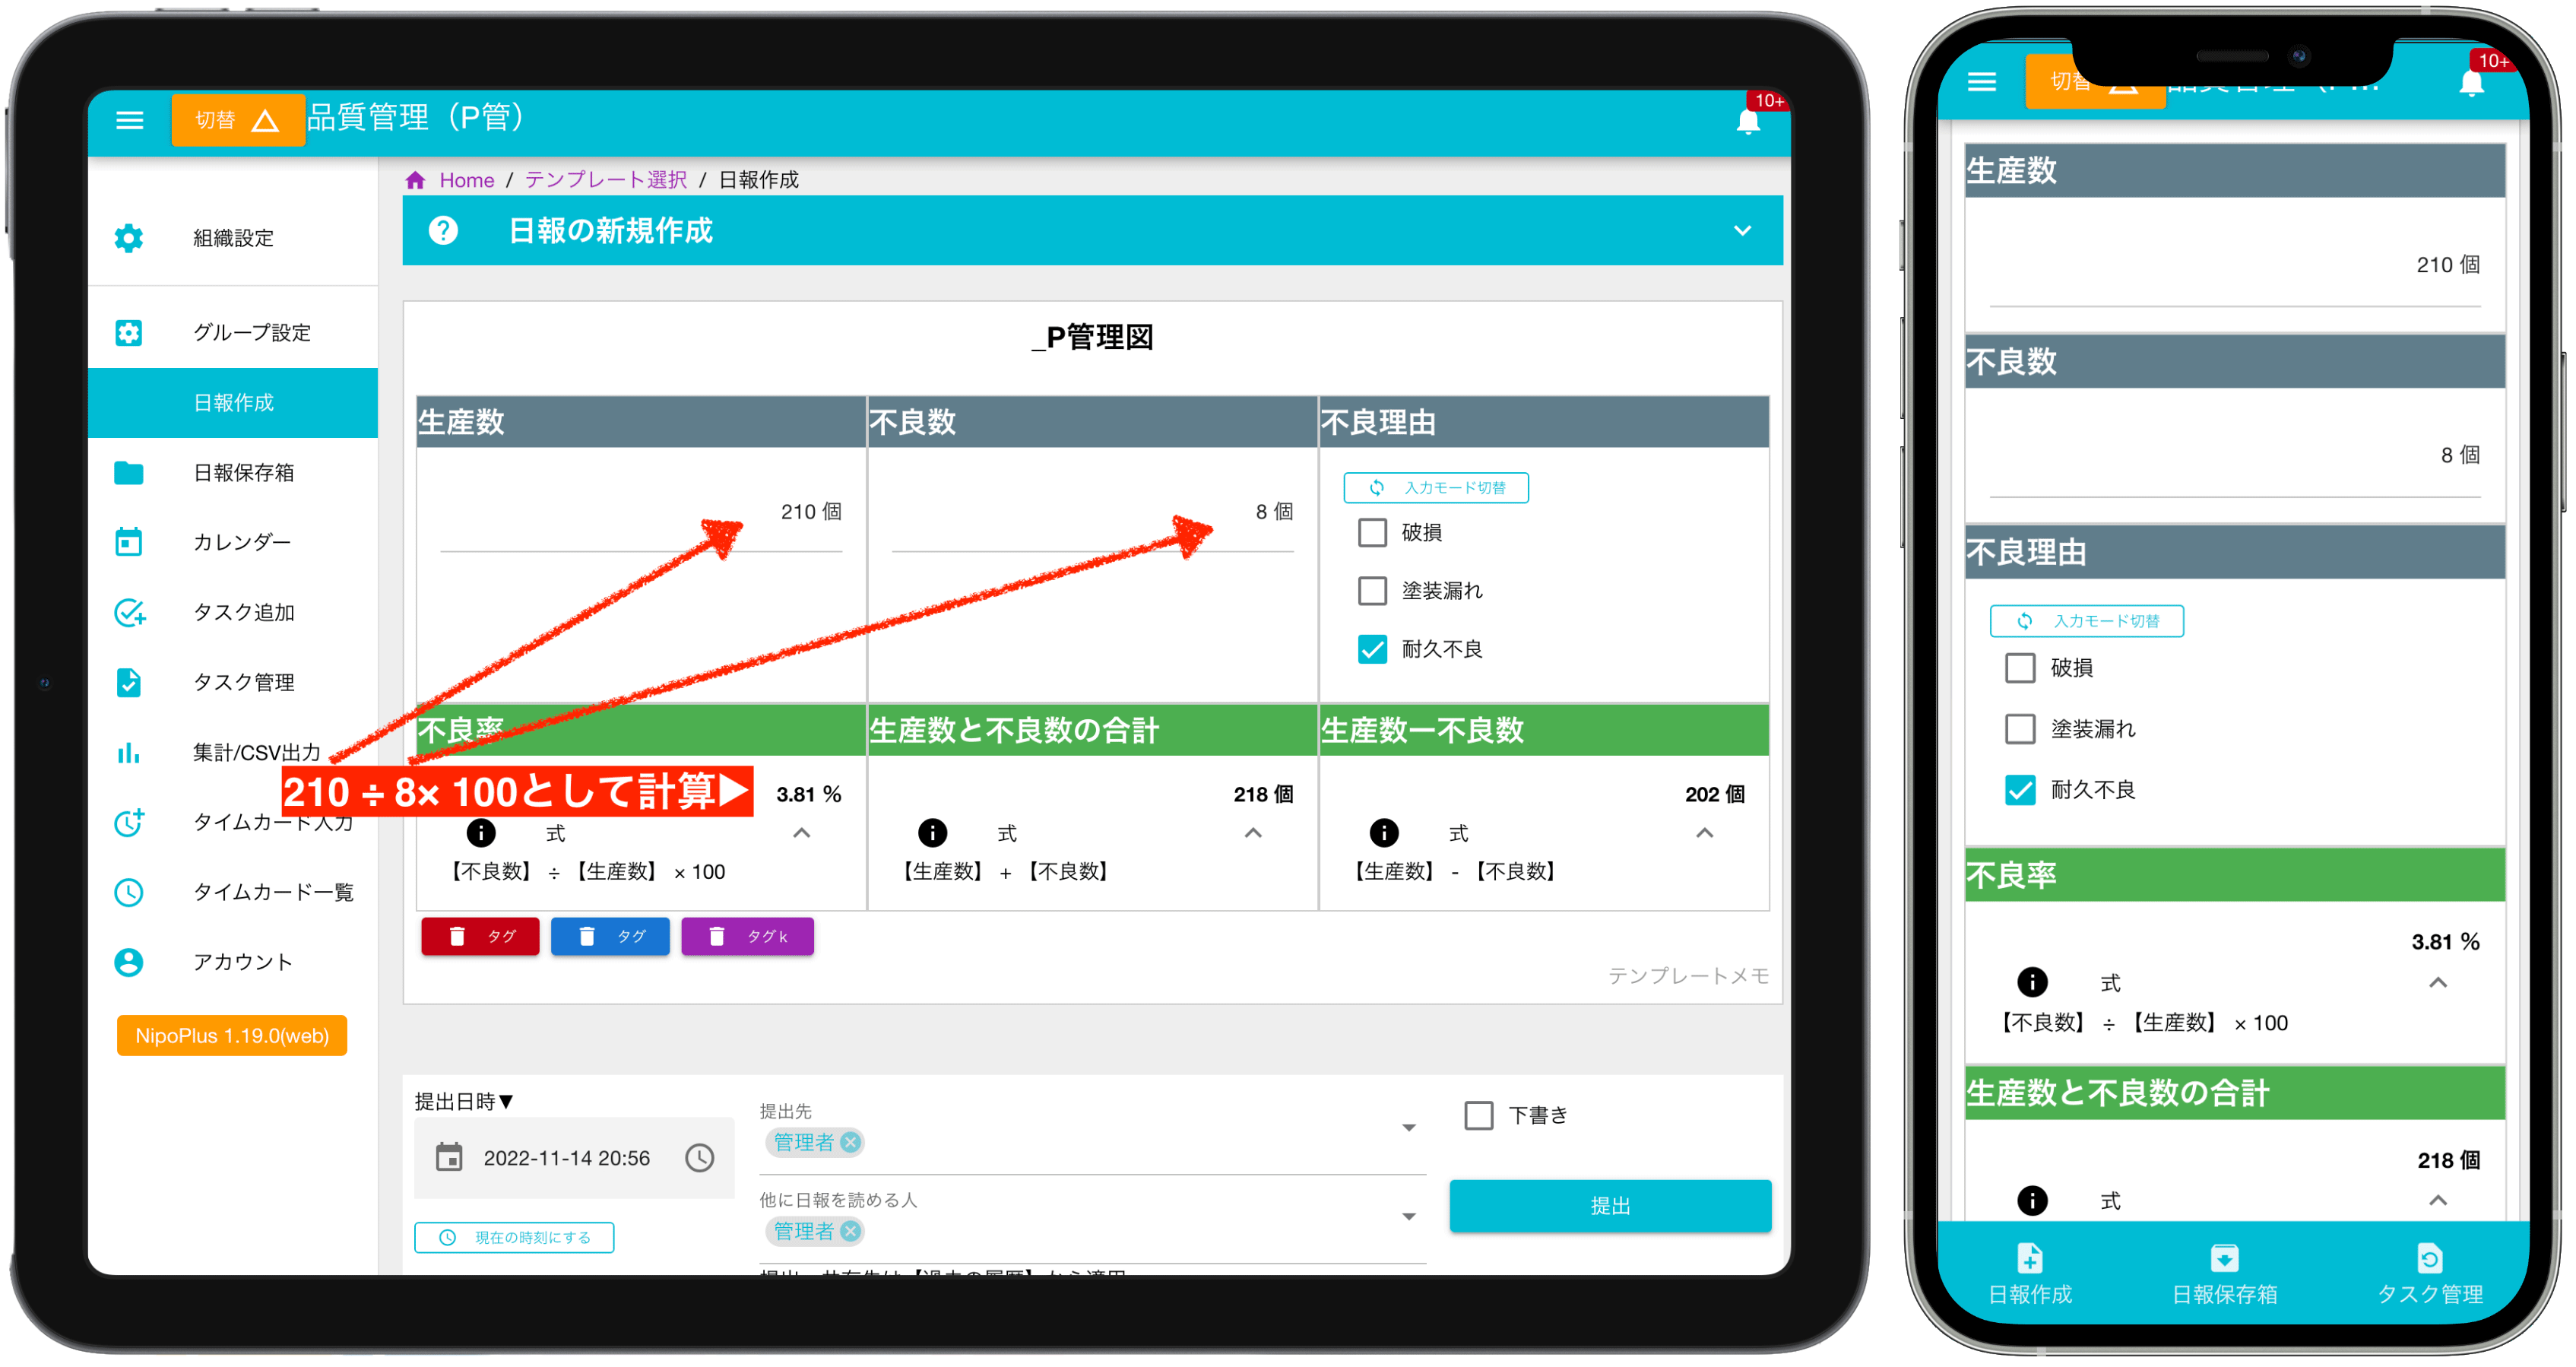 切替
品質管理（P管）
10+
Home / テンプレート選択 / 日報作成
日報の新規作成
組織設定
グループ設定
日報作成
日報保存箱
カレンダー
タスク追加
タスク管理
集計/CSV出力
タイムカード入力
タイムカード一覧
アカウント
NipoPlus 1.19.0(web)
_P管理図
生産数
210 個
不良数
8 個
不良理由
入力モード切替
破損
塗装漏れ
耐久不良
不良率
210 ÷ 8× 100として計算▶
3.81 %
式
【不良数】 ÷ 【生産数】 × 100
生産数と不良数の合計
218 個
式
【生産数】 + 【不良数】
生産数ー不良数
202 個
式
【生産数】 - 【不良数】
タグ
タグ
タグk
テンプレートメモ
提出日時▼
2022-11-14 20:56
現在の時刻にする
提出先
管理者
他に日報を読める人
管理者
下書き
提出
切替
10+
生産数
210 個
不良数
8 個
不良理由
入力モード切替
破損
塗装漏れ
耐久不良
不良率
3.81 %
式
【不良数】 ÷ 【生産数】 × 100
生産数と不良数の合計
218 個
式
日報作成
日報保存箱
タスク管理